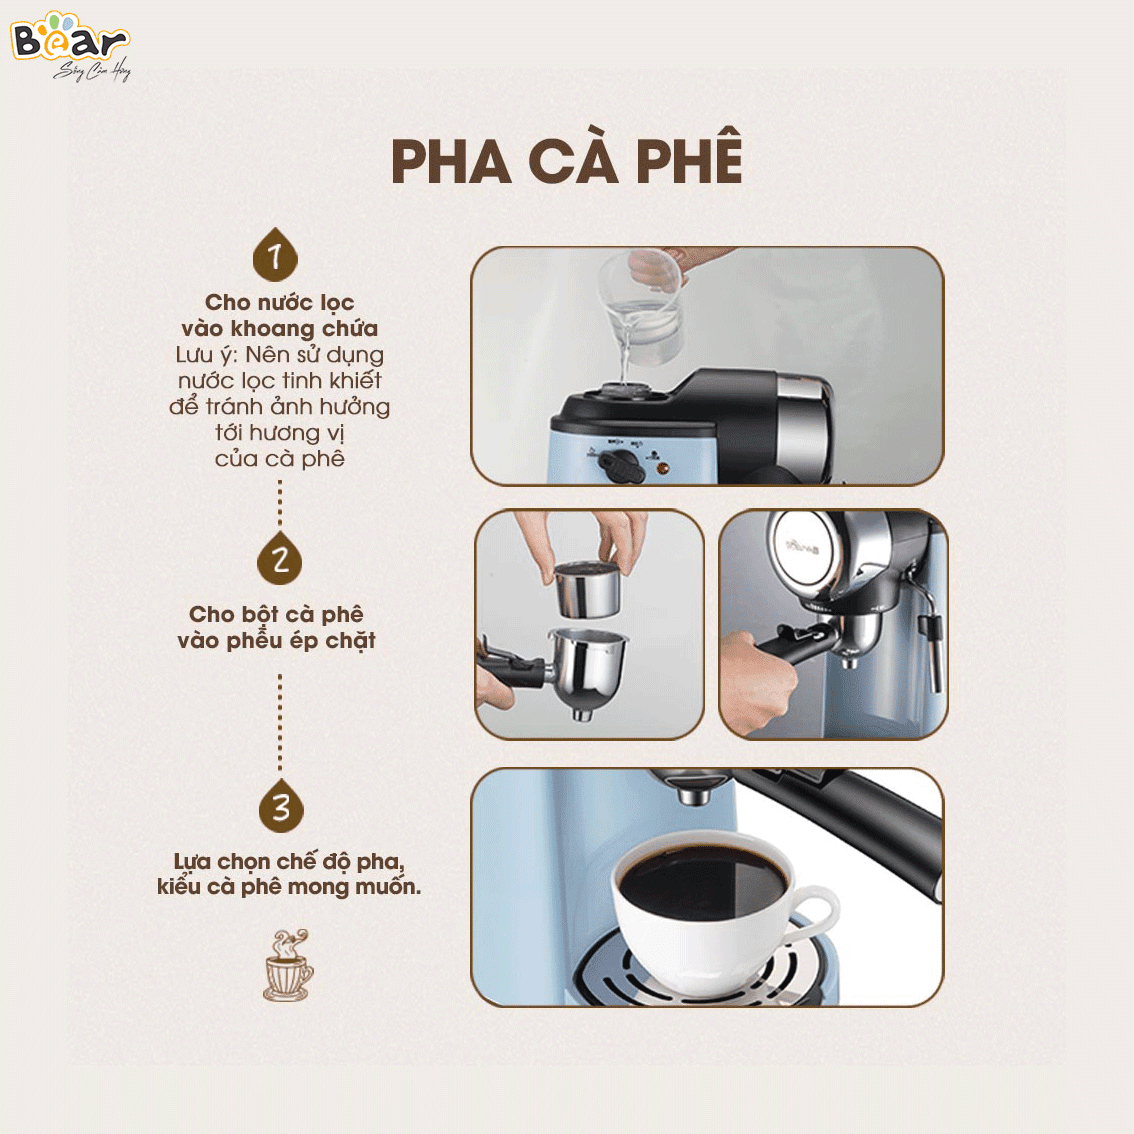 Bear
Sống Cảm Hứng
PHA CÀ PHÊ
1
Cho nước lọc
vào khoang chứa
Lưu ý: Nên sử dụng
nước lọc tinh khiết
để tránh ảnh hưởng
tới hương vị
của cà phê
2
Cho bột cà phê
vào phễu ép chặt
3
Lựa chọn chế độ pha,
kiểu cà phê mong muốn.